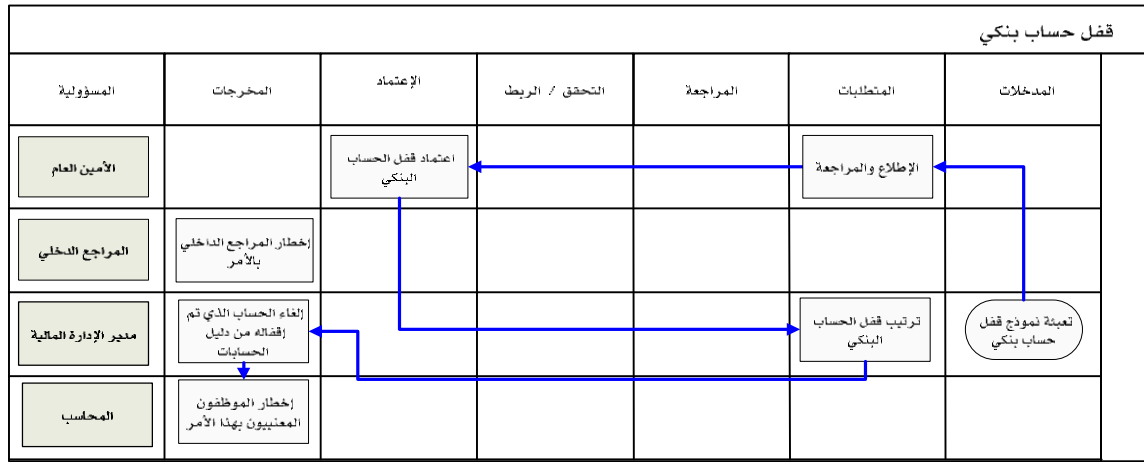 قفل حساب بنكي
المدخلات
المتطلبات
المراجعة
التحقق / الربط
الإعتماد
المخرجات
المسؤولية
الإطلاع والمراجعة
اعتماد قفل الحساب
البنكي
الأمين العام
إخطار المراجع الداخلي
بالأمر
المراجع الدخلي
تعبئة نموذج قفل
حساب بنكي
ترتيب قفل الحساب
البنكي
إلغاء الحساب الذي تم
إقفاله من دليل
الحسابات
مدير الإدارة المالية
إخطار الموظفون
المعنييون بهذا الأمر
المحاسب